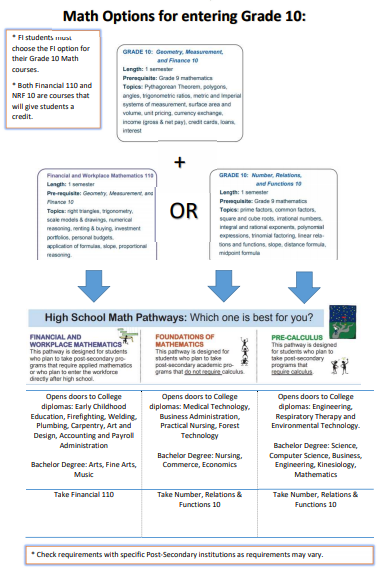 Math Options for entering Grade 10:
* FI students must
choose the FI option for
their Grade 10 Math
courses.
* Both Financial 110 and
NRF 10 are courses that
will give students a
credit.
GRADE 10: Geometry, Measurement,
and Finance 10
Length: 1 semester
Prerequisite: Grade 9 mathematics
Topics: Pythagorean Theorem, polygons,
angles, trigonometric ratios, metric and Imperial
systems of measurement, surface area and
volume, unit pricing, currency exchange,
income (gross & net pay), credit cards, loans,
interest
+
Financial and Workplace Mathematics 110
Length: 1 semester
Pre-requisite: Geometry, Measurement, and
Finance 10
Topics: right triangles, trigonometry,
scale models & drawings, numerical
reasoning, renting & buying, investment
portfolios, personal budgets,
application of formulas, slope, proportional
reasoning.
OR
GRADE 10: Number, Relations,
and Functions 10
Length: 1 semester
Prerequisite: Grade 9 mathematics
Topics: prime factors, common factors,
square and cube roots, irrational numbers,
integral and rational exponents, polynomial
expressions, trinomial factoring, linear rela-
tions and functions, slope, distance formula,
midpoint formula
High School Math Pathways: Which one is best for you?
FINANCIAL AND
WORKPLACE MATHEMATICS
This pathway is designed for students
who plan to take post-secondary pro-
grams that require applied mathematics
or who plan to enter the workforce
directly after high school.
FOUNDATIONS OF
MATHEMATICS
This pathway is designed for
students who plan to take
post-secondary academic pro-
grams that do not require calculus.
PRE-CALCULUS
This pathway is designed
for students who plan to
take post-secondary
programs that
require calculus.
Opens doors to College
diplomas: Early Childhood
Education, Firefighting, Welding,
Plumbing, Carpentry, Art and
Design, Accounting and Payroll
Administration
Bachelor Degree: Arts, Fine Arts,
Music
Opens doors to College
diplomas: Medical Technology,
Business Administration,
Practical Nursing, Forest
Technology
Bachelor Degree: Nursing,
Commerce, Economics
Opens doors to College
diplomas: Engineering,
Respiratory Therapy and
Environmental Technology.
Bachelor Degree: Science,
Computer Science, Business,
Engineering, Kinesiology,
Mathematics
Take Financial 110
Take Number, Relations &
Functions 10
Take Number, Relations &
Functions 10
* Check requirements with specific Post-Secondary institutions as requirements may vary.